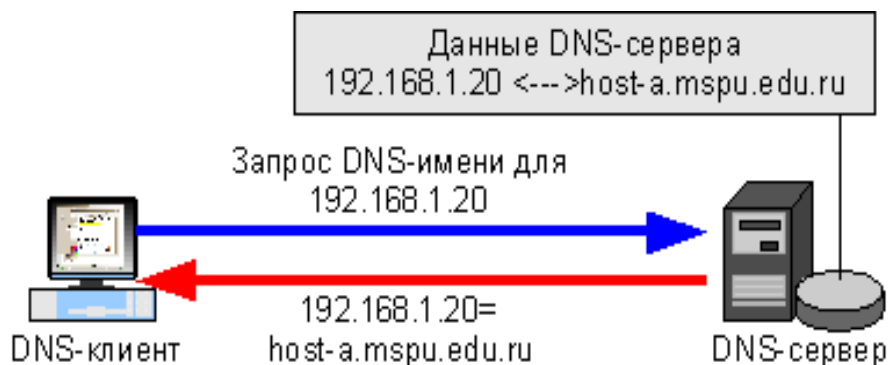 Данные DNS-сервера
192.168.1.20 <--->host-a.mspu.edu.ru
Запрос DNS-имени для
192.168.1.20
192.168.1.20=
host-a.mspu.edu.ru
DNS-клиент
DNS-сервер